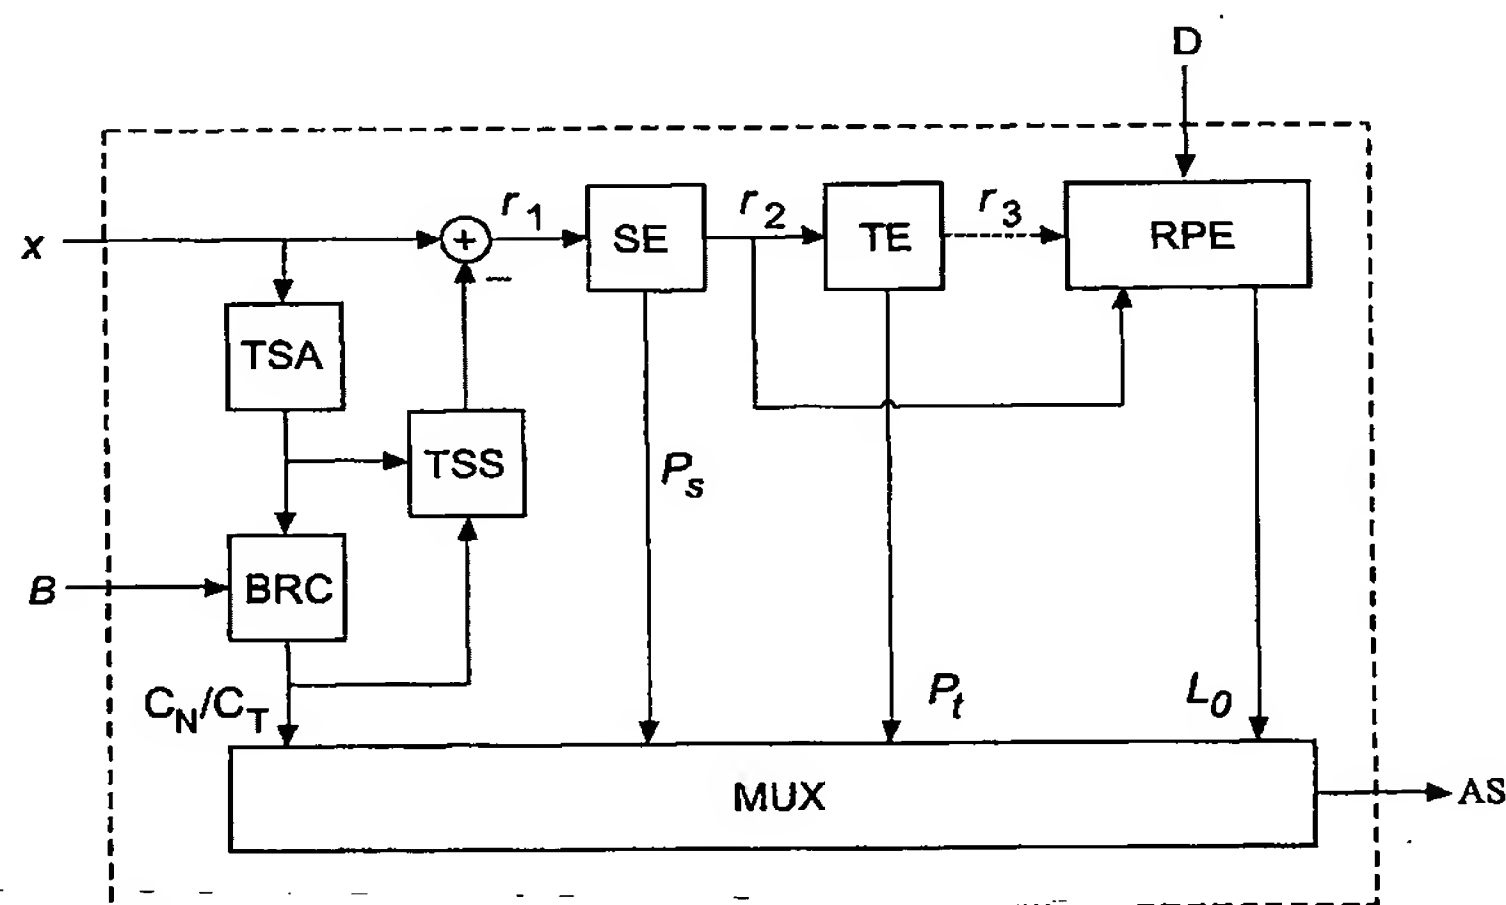 D
x
+
r1
SE
r2
TE
r3
RPE
−
TSA
TSS
Ps
B
BRC
CN/CT
Pt
L0
MUX
AS